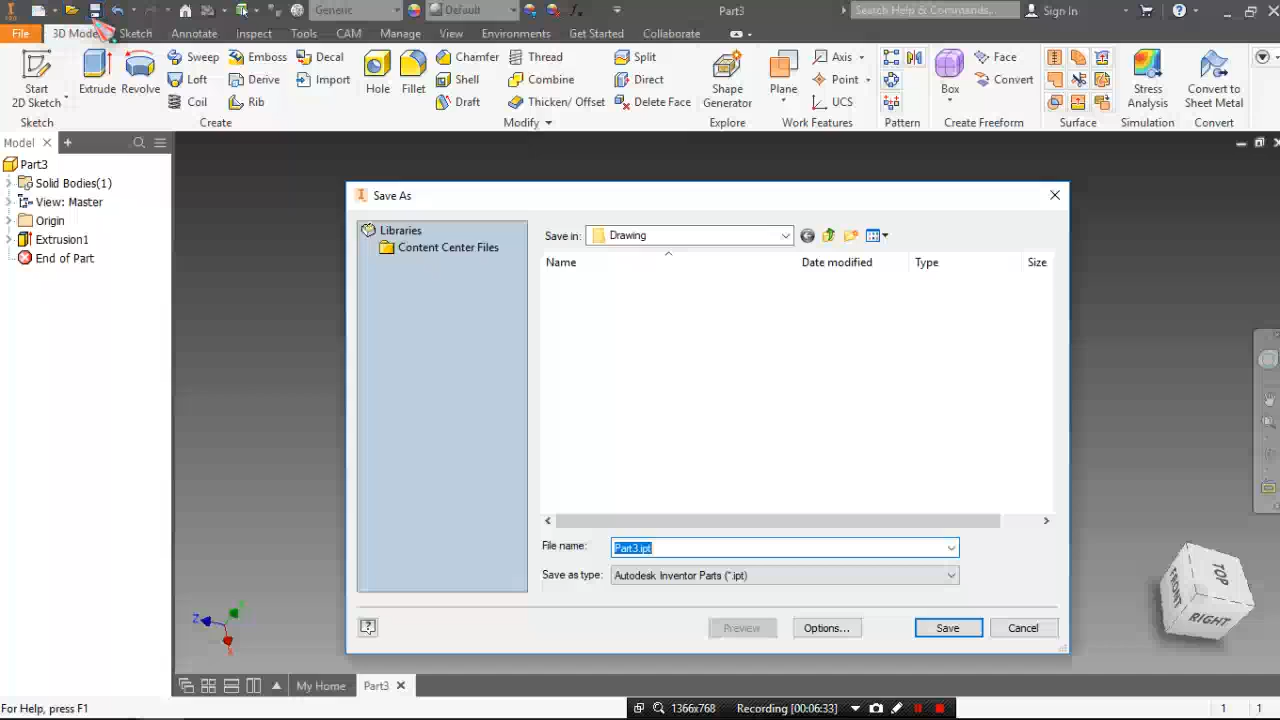 Generic Default Part3 Search Help & Commands... Sign In
File 3D Model Sketch Annotate Inspect Tools CAM Manage View Environments Get Started Collaborate
Sweep Emboss Decal Chamfer Thread Split Axis Face
Loft Derive Import Shell Combine Direct Point Convert
Start 2D Sketch Extrude Revolve Hole Fillet Shape Generator Plane Box Stress Analysis Convert to Sheet Metal
Coil Rib Draft Thicken/ Offset Delete Face UCS
Sketch Create Modify Explore Work Features Pattern Create Freeform Surface Simulation Convert
Model
Part3
Solid Bodies(1)
View: Master
Origin
Extrusion1
End of Part
Save As
Libraries
Content Center Files
Save in: Drawing
Name Date modified Type Size
File name: Part3.ipt
Save as type: Autodesk Inventor Parts (*.ipt)
Preview Options... Save Cancel
TOP
FRONT
RIGHT
Z
My Home Part3
For Help, press F1 1366x768 Recording [00:06:33] 1 1